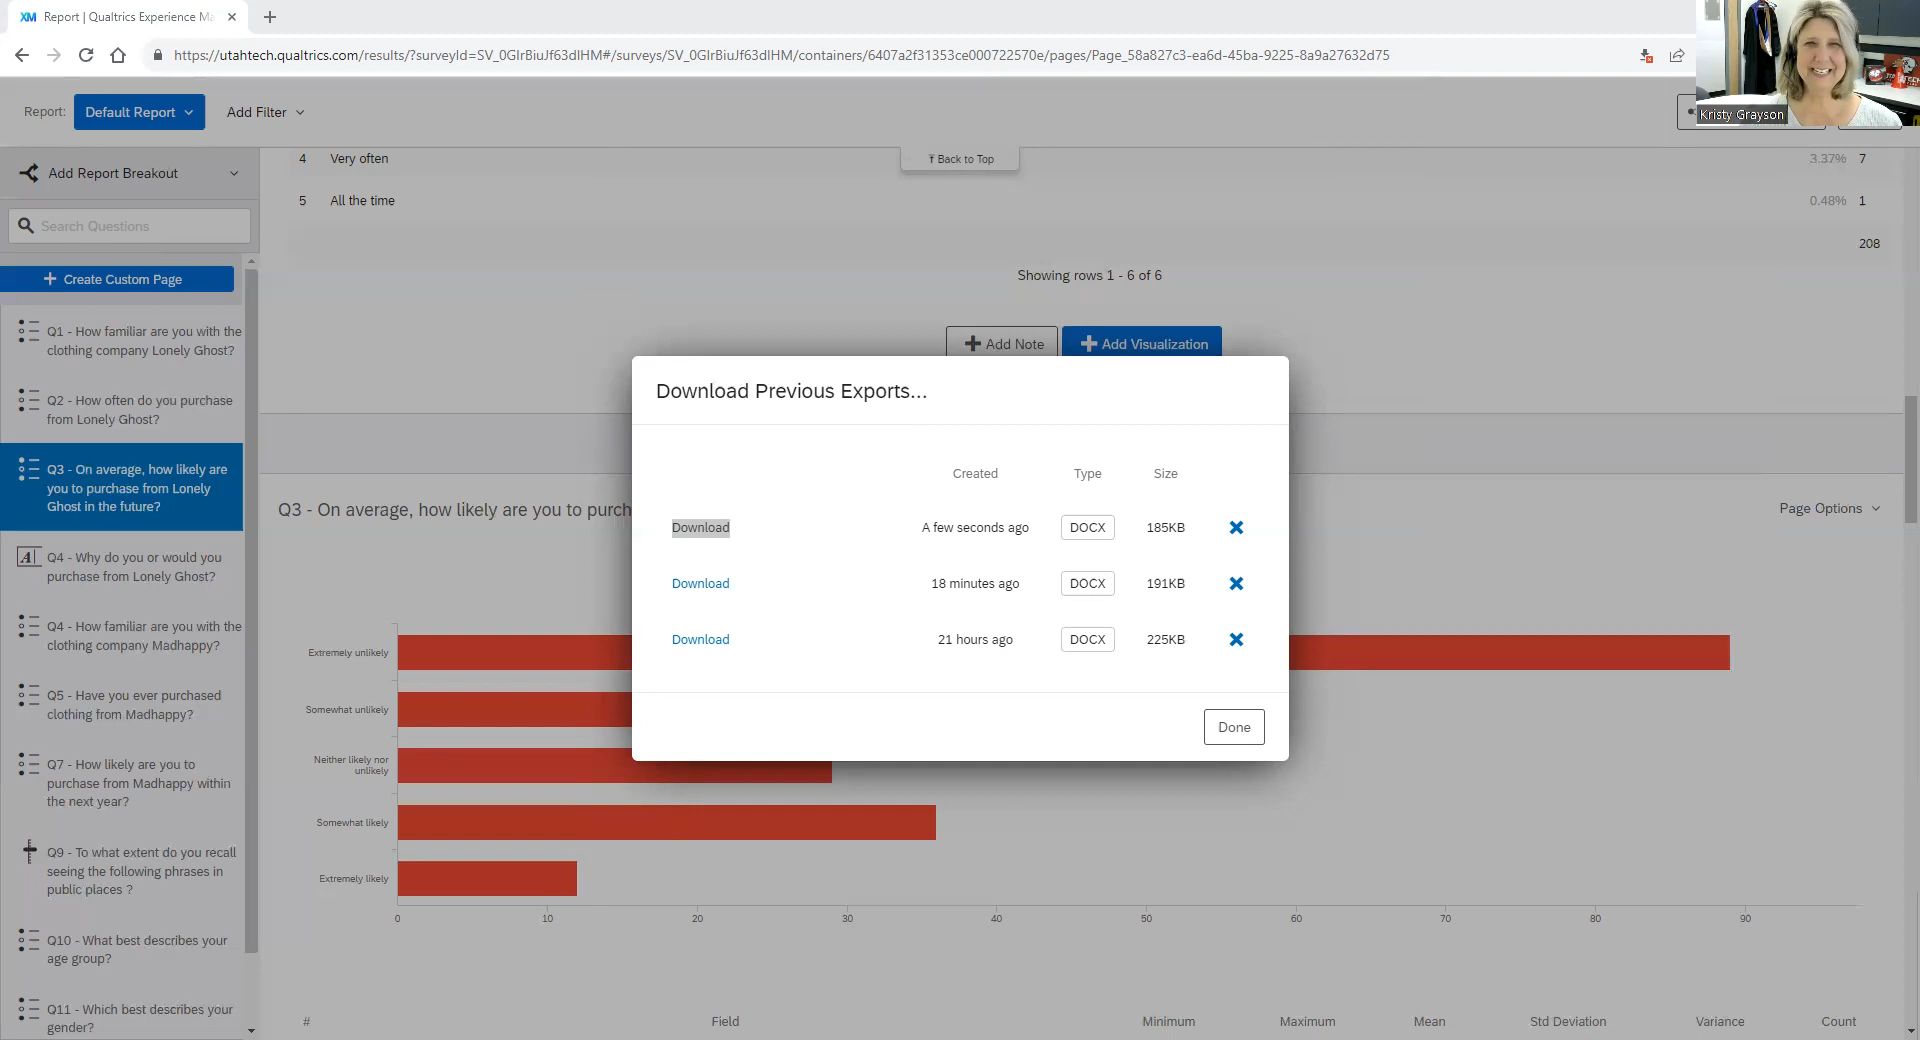 XM Report | Qualtrics Experience Ma
https://utahtech.qualtrics.com/results/?surveyId=SV_0GIrBiuJf63dlHM#/surveys/SV_0GIrBiuJf63dlHM/containers/6407a2f31353ce000722570e/pages/Page_58a827c3-ea6d-45ba-9225-8a9a27632d75
Kristy Grayson
Report: Default Report Add Filter
Add Report Breakout
Search Questions
Create Custom Page
Q1 - How familiar are you with the
clothing company Lonely Ghost?
Q2 - How often do you purchase
from Lonely Ghost?
Q3 - On average, how likely are
you to purchase from Lonely
Ghost in the future?
A Q4 - Why do you or would you
purchase from Lonely Ghost?
Q4 - How familiar are you with the
clothing company Madhappy?
Q5 - Have you ever purchased
clothing from Madhappy?
Q7 - How likely are you to
purchase from Madhappy within
the next year?
Q9 - To what extent do you recall
seeing the following phrases in
public places ?
Q10 - What best describes your
age group?
Q11 - Which best describes your
gender?
Back to Top
4 Very often 3.37% 7
5 All the time 0.48% 1
208
Showing rows 1 - 6 of 6
Add Note Add Visualization
Q3 - On average, how likely are you to purch
Page Options
Download Previous Exports...
Created Type Size
Download A few seconds ago DOCX 185KB
Download 18 minutes ago DOCX 191KB
Download 21 hours ago DOCX 225KB
Done
Extremely unlikely
Somewhat unlikely
Neither likely nor
unlikely
Somewhat likely
Extremely likely
0 10 20 30 40 50 60 70 80 90
# Field Minimum Maximum Mean Std Deviation Variance Count